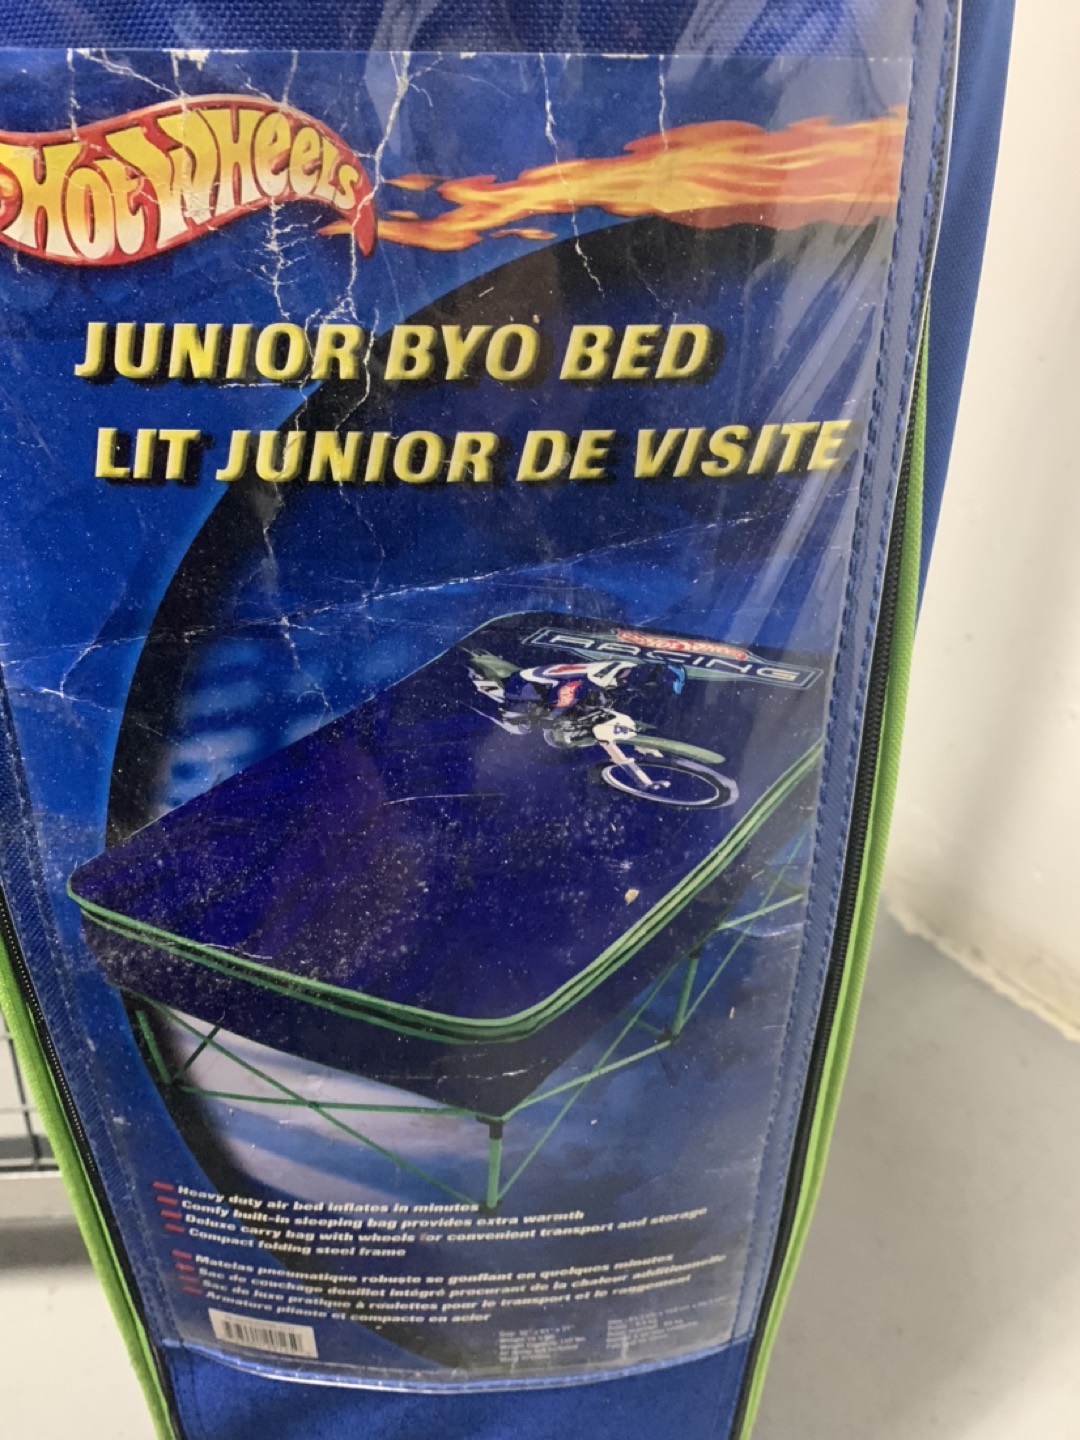 Hot Wheels
JUNIOR BYO BED
LIT JUNIOR DE VISITE
Hot Wheels
RACING
Heavy duty air bed inflates in minutes
Comfy built-in sleeping bag provides extra warmth
Deluxe carry bag with wheels for convenient transport and storage
Compact folding steel frame
Matelas pneumatique robuste se gonflant en quelques minutes
Sac de couchage douillet intégré procurant de la chaleur additionnelle
Sac de luxe pratique à roulettes pour le transport et le rangement
Armature pliante et compacte en acier